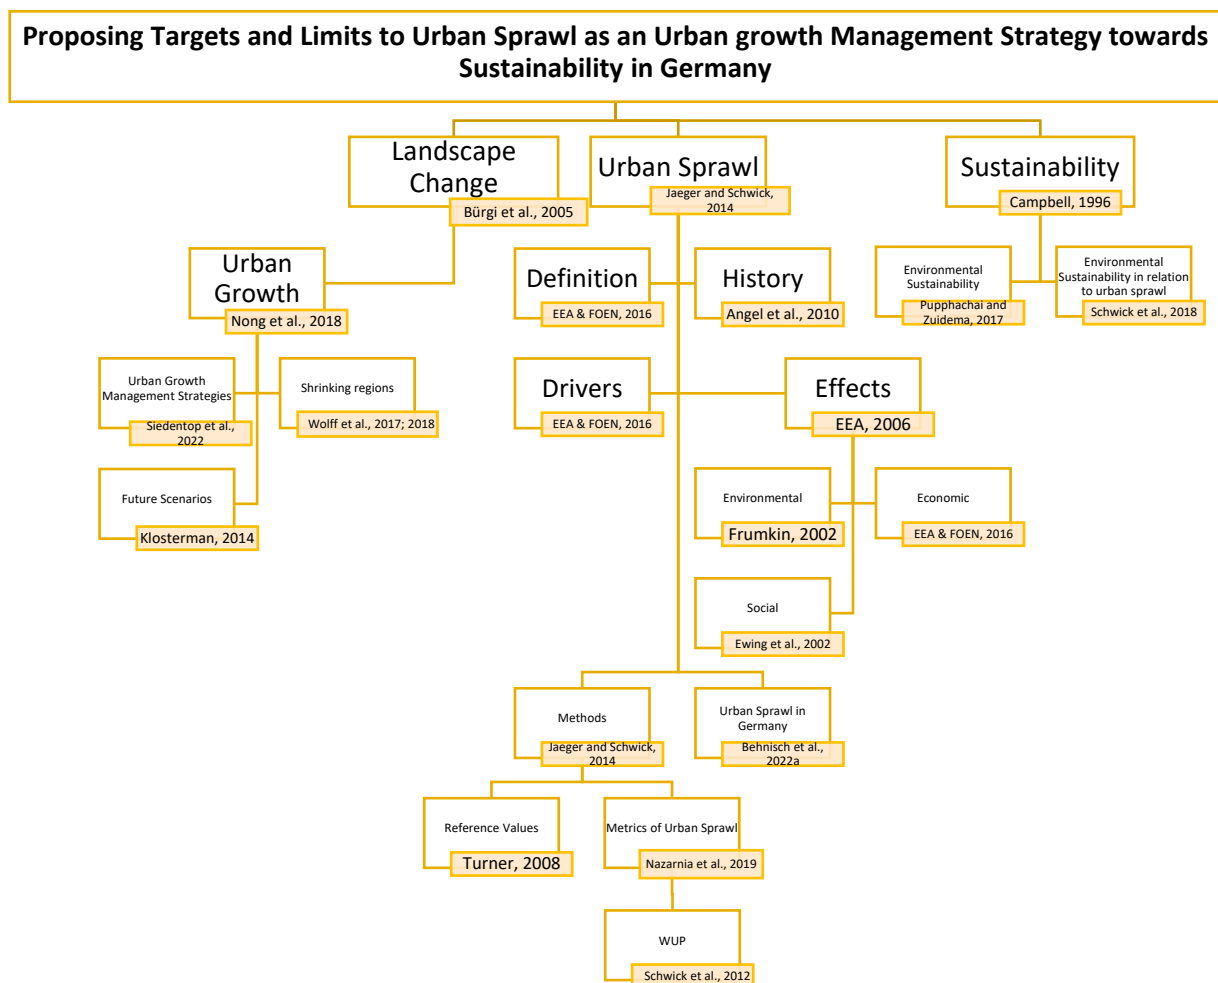 Proposing Targets and Limits to Urban Sprawl as an Urban growth Management Strategy towards
Sustainability in Germany
Landscape
Change
Bürgi et al., 2005
Urban Sprawl
Jaeger and Schwick,
2014
Sustainability
Campbell, 1996
Urban
Growth
Nong et al., 2018
Definition
EEA & FOEN, 2016
History
Angel et al., 2010
Environmental
Sustainability
Pupphachai and
Zuidema, 2017
Environmental
Sustainability in relation
to urban sprawl
Schwick et al., 2018
Urban Growth
Management Strategies
Siedentop et al.,
2022
Shrinking regions
Wolff et al., 2017; 2018
Drivers
EEA & FOEN, 2016
Effects
EEA, 2006
Future Scenarios
Klosterman, 2014
Environmental
Frumkin, 2002
Economic
EEA & FOEN, 2016
Social
Ewing et al., 2002
Methods
Jaeger and Schwick,
2014
Urban Sprawl in
Germany
Behnisch et al.,
2022a
Reference Values
Turner, 2008
Metrics of Urban Sprawl
Nazarnia et al., 2019
WUP
Schwick et al., 2012